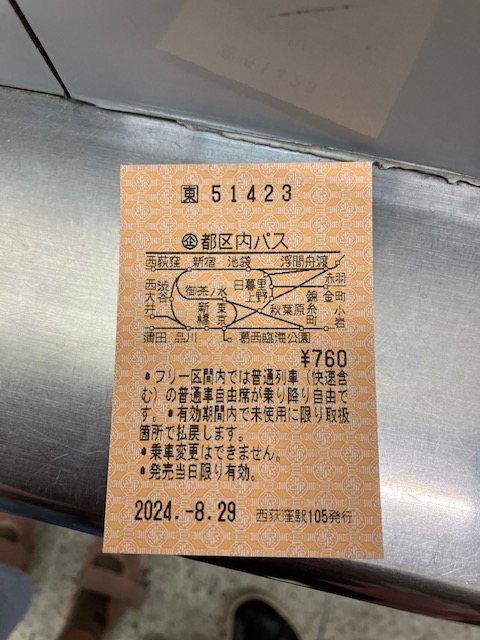 東 51423
企 都区内パス
西荻窪 新宿 池袋 浮間舟渡
赤羽
日暮里
西 御茶ノ水
大谷 上野 錦 金町
井 新 東 秋葉原 糸 小
京 町 岩
蒲田 品川 葛西臨海公園
¥760
•フリー区間内では普通列車(快速含
む)の普通車自由席が乗り降り自由で
す。•有効期間内で未使用に限り取扱
箇所で払戻します。
•乗車変更はできません。
•発売当日限り有効。
2024.-8.29 西荻窪駅105発行